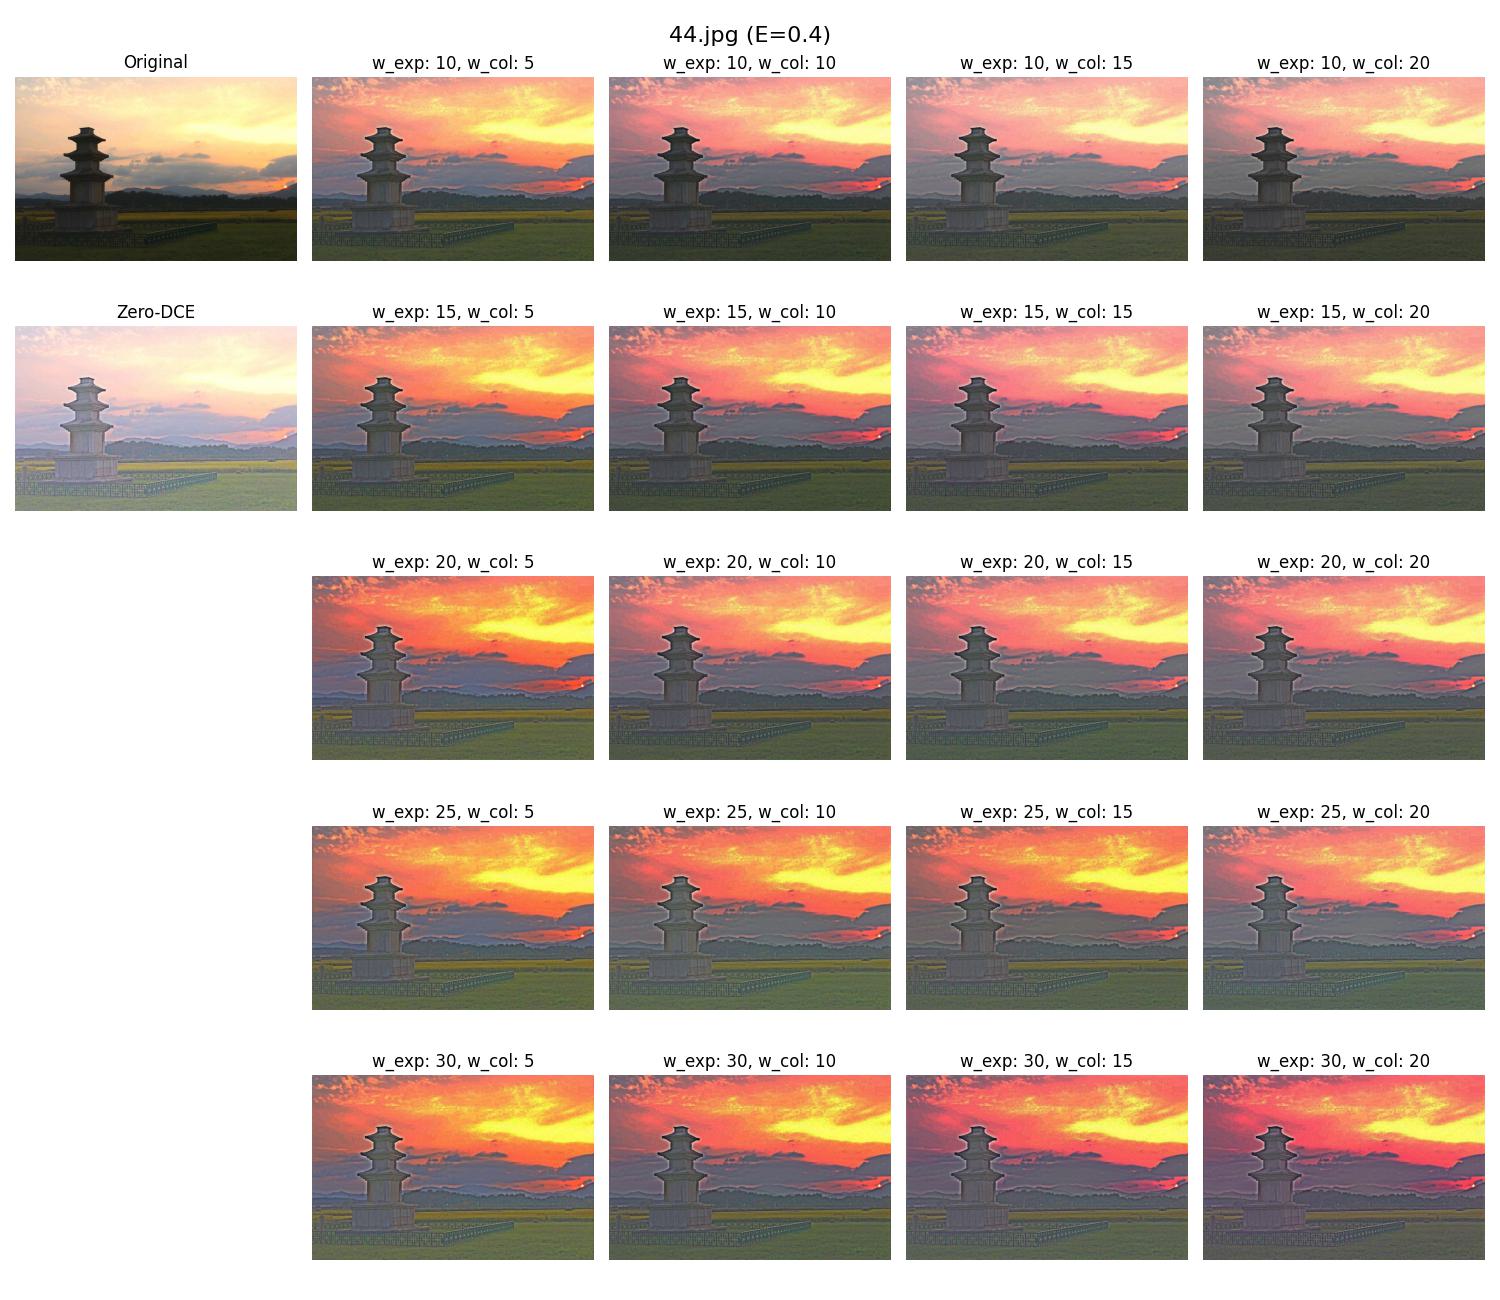 44.jpg (E=0.4)
Original
w_exp: 10, w_col: 5
w_exp: 10, w_col: 10
w_exp: 10, w_col: 15
w_exp: 10, w_col: 20
Zero-DCE
w_exp: 15, w_col: 5
w_exp: 15, w_col: 10
w_exp: 15, w_col: 15
w_exp: 15, w_col: 20
w_exp: 20, w_col: 5
w_exp: 20, w_col: 10
w_exp: 20, w_col: 15
w_exp: 20, w_col: 20
w_exp: 25, w_col: 5
w_exp: 25, w_col: 10
w_exp: 25, w_col: 15
w_exp: 25, w_col: 20
w_exp: 30, w_col: 5
w_exp: 30, w_col: 10
w_exp: 30, w_col: 15
w_exp: 30, w_col: 20